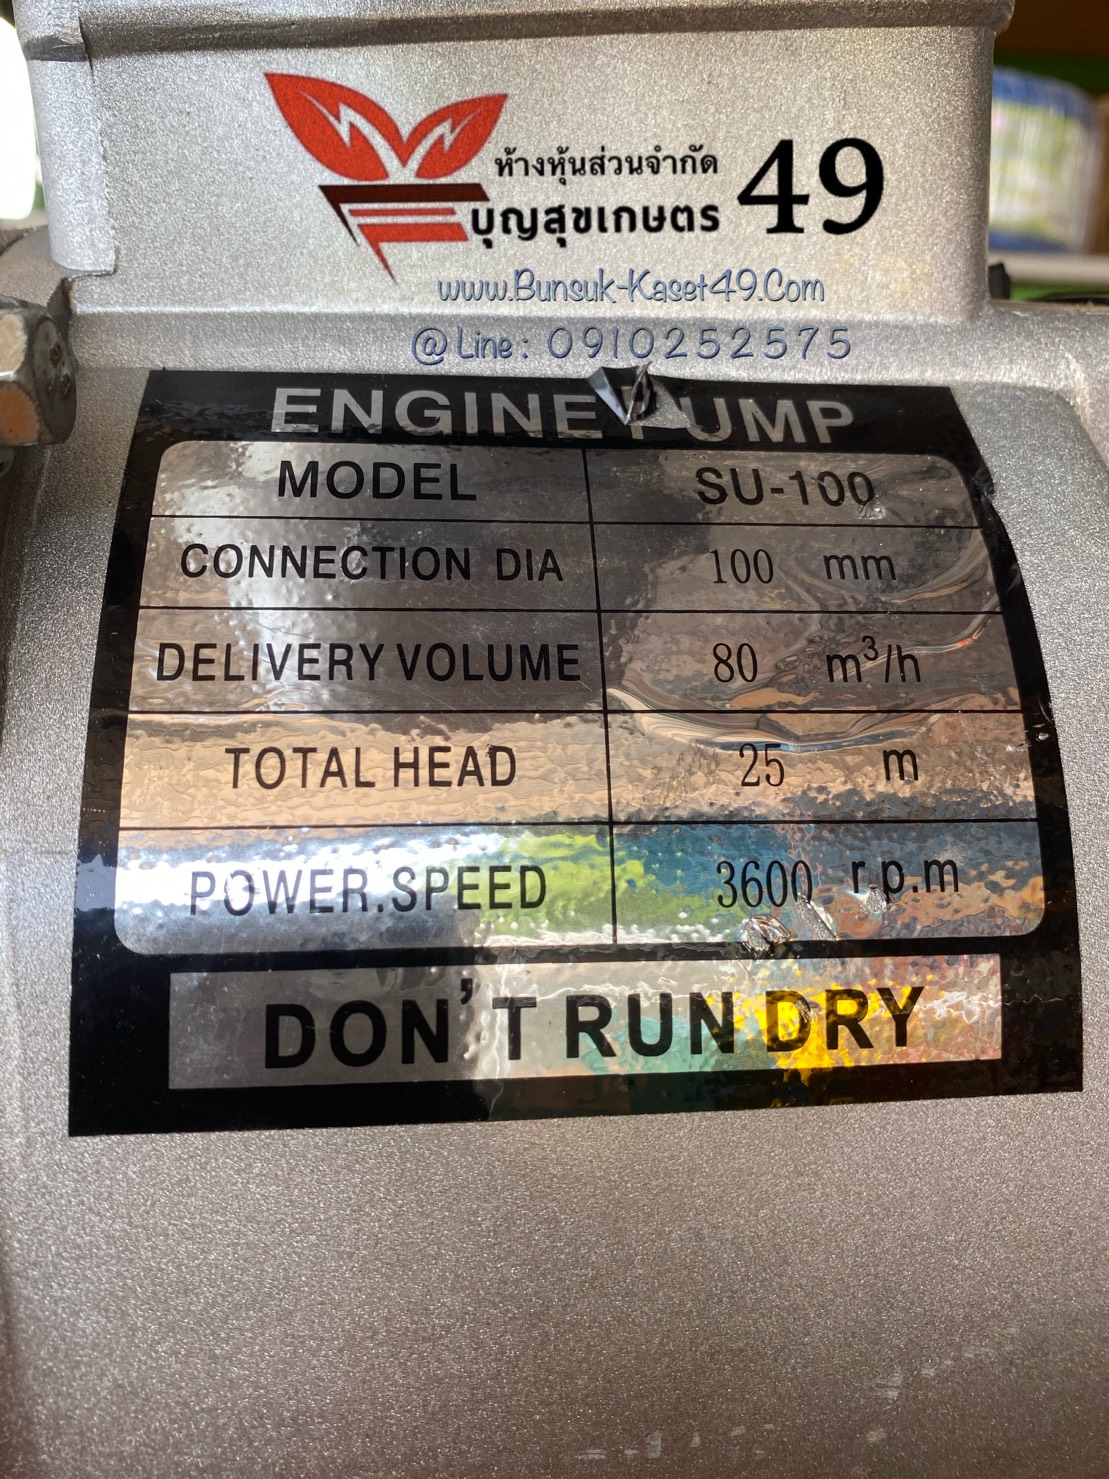 ห้างหุ้นส่วนจำกัด
บุญสุขเกษตร 49
www.Bunsuk-Kaset49.Com
@ Line : 0910252575
ENGINE PUMP
MODEL SU-100
CONNECTION DIA 100 mm
DELIVERY VOLUME 80 m³/h
TOTAL HEAD 25 m
POWER.SPEED 3600 r.p.m
DON'T RUN DRY